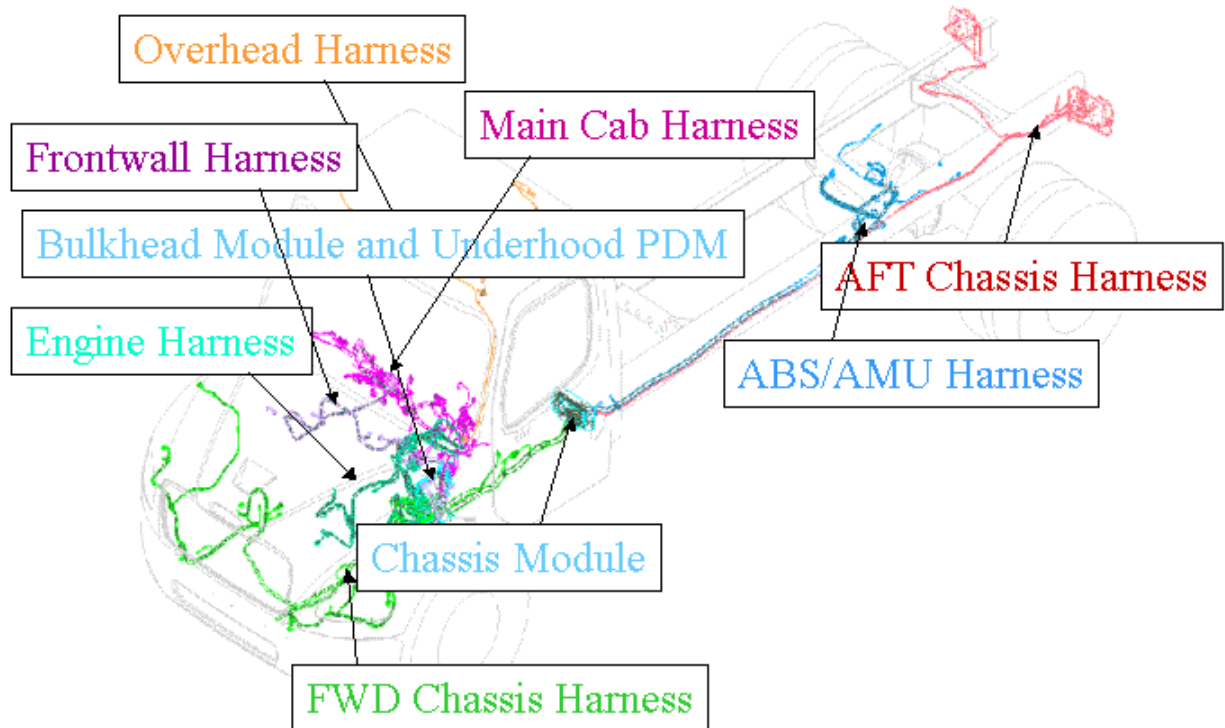 Overhead Harness
Main Cab Harness
Frontwall Harness
Bulkhead Module and Underhood PDM
AFT Chassis Harness
Engine Harness
ABS/AMU Harness
Chassis Module
FWD Chassis Harness